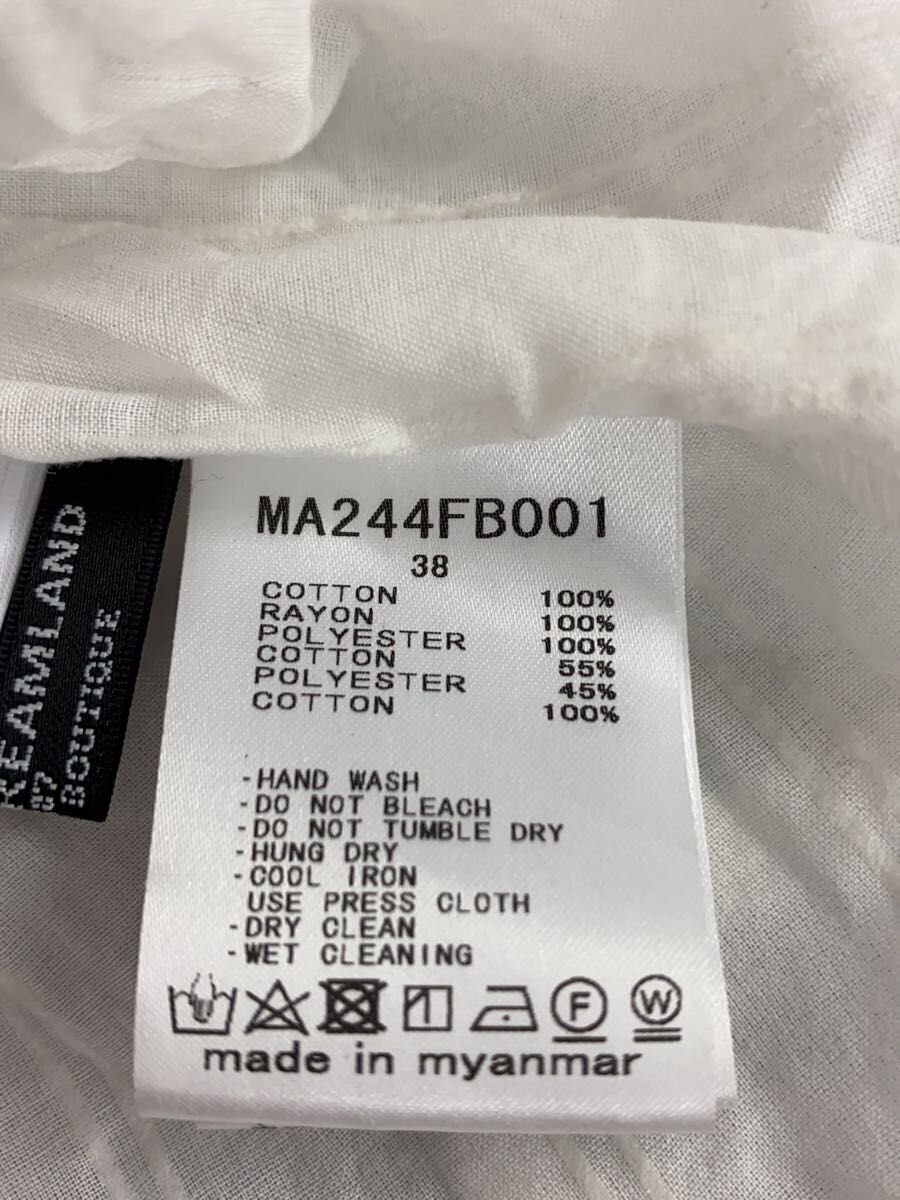 MA244FB001
38
COTTON 100%
RAYON 100%
POLYESTER 100%
COTTON 55%
POLYESTER 45%
COTTON 100%
-HAND WASH
-DO NOT BLEACH
-DO NOT TUMBLE DRY
-HUNG DRY
-COOL IRON
USE PRESS CLOTH
-DRY CLEAN
-WET CLEANING
F W
made in myanmar
EAMLAND
BOUTIQUE